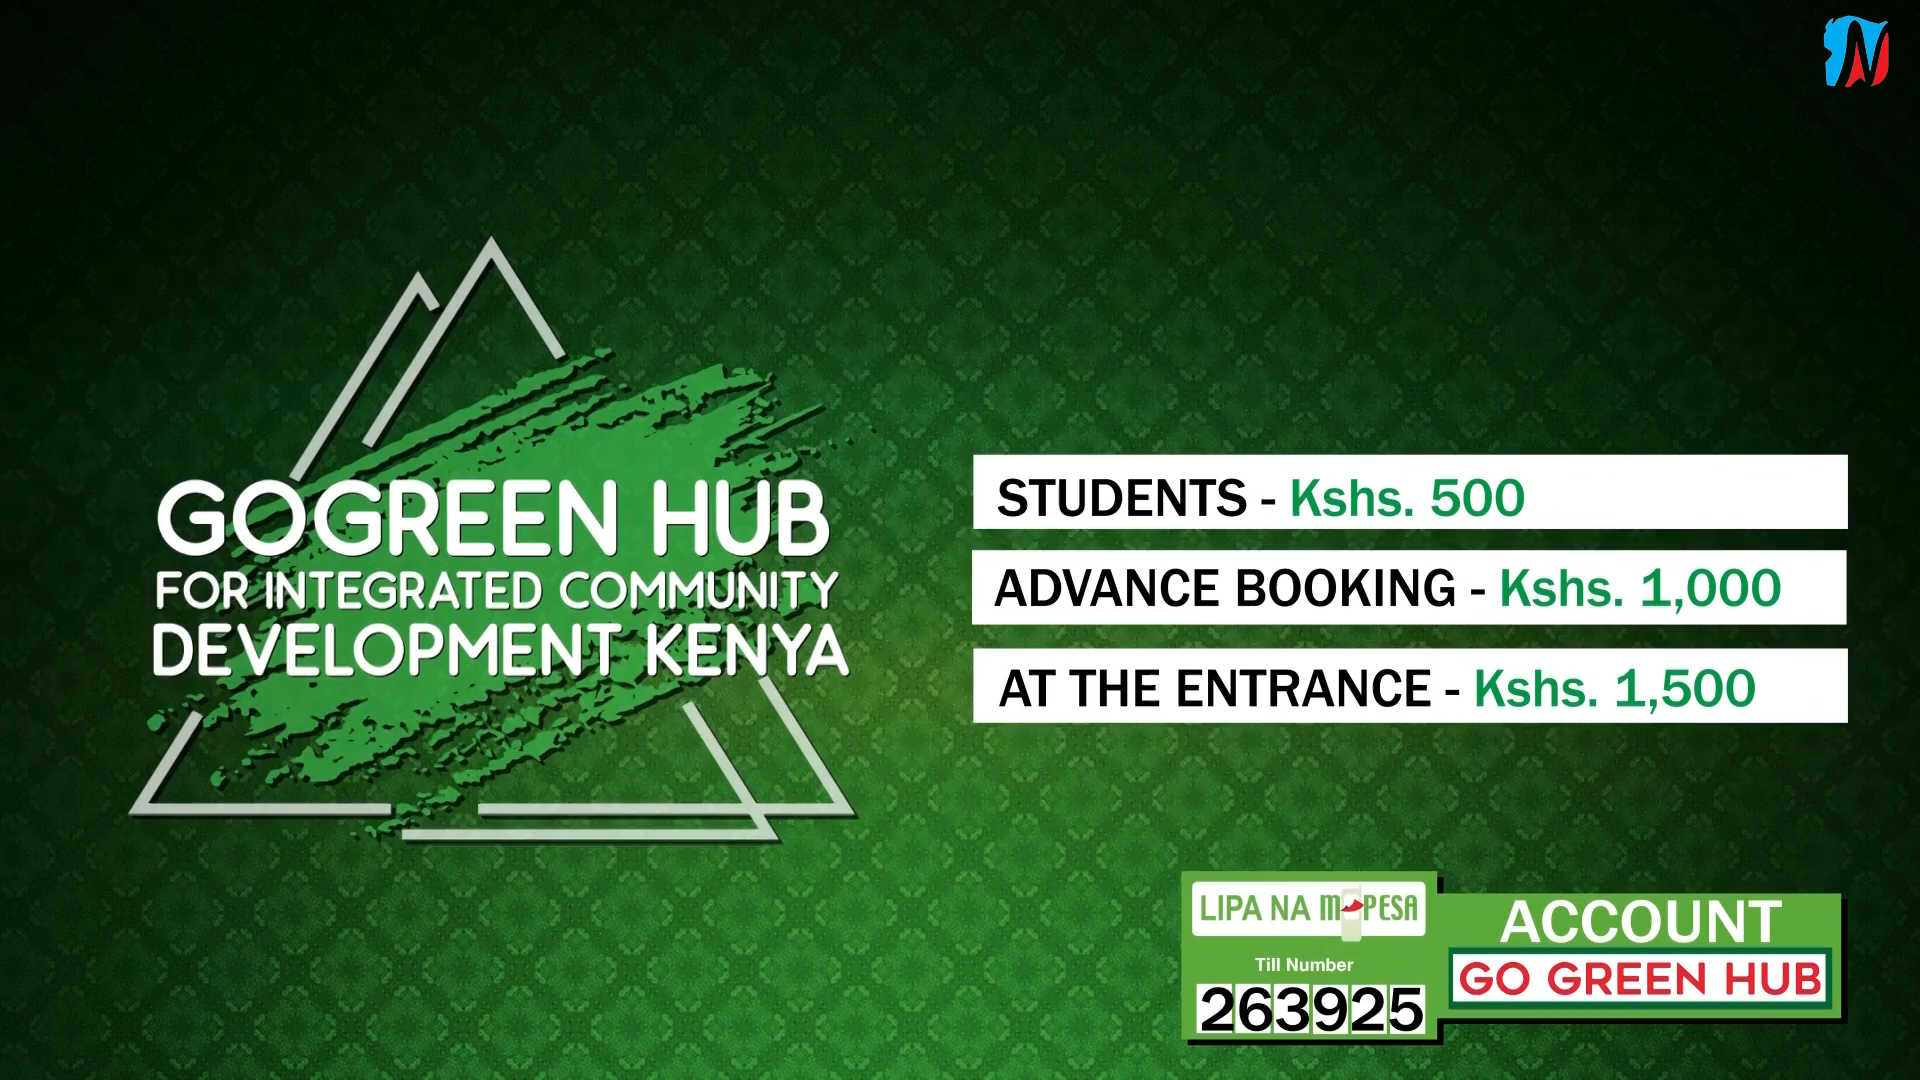 GOGREEN HUB
FOR INTEGRATED COMMUNITY
DEVELOPMENT KENYA
STUDENTS - Kshs. 500
ADVANCE BOOKING - Kshs. 1,000
AT THE ENTRANCE - Kshs. 1,500
LIPA NA M-PESA
Till Number
263925
ACCOUNT
GO GREEN HUB
N